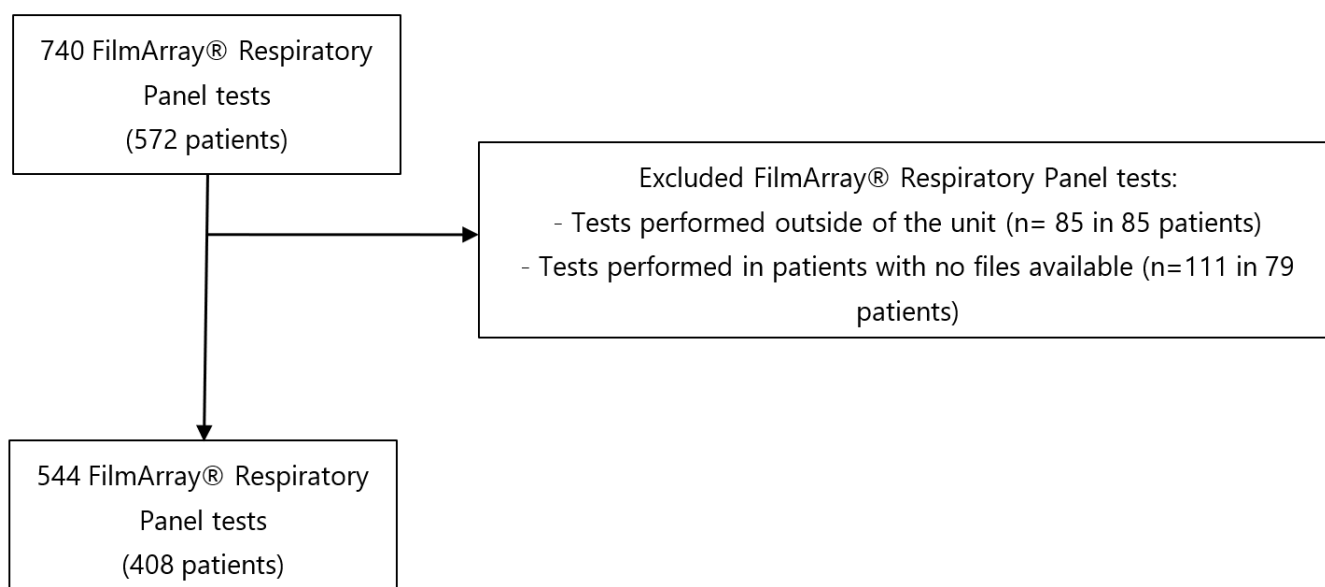 740 FilmArray® Respiratory
Panel tests
(572 patients)
Excluded FilmArray® Respiratory Panel tests:
- Tests performed outside of the unit (n= 85 in 85 patients)
- Tests performed in patients with no files available (n=111 in 79
patients)
544 FilmArray® Respiratory
Panel tests
(408 patients)